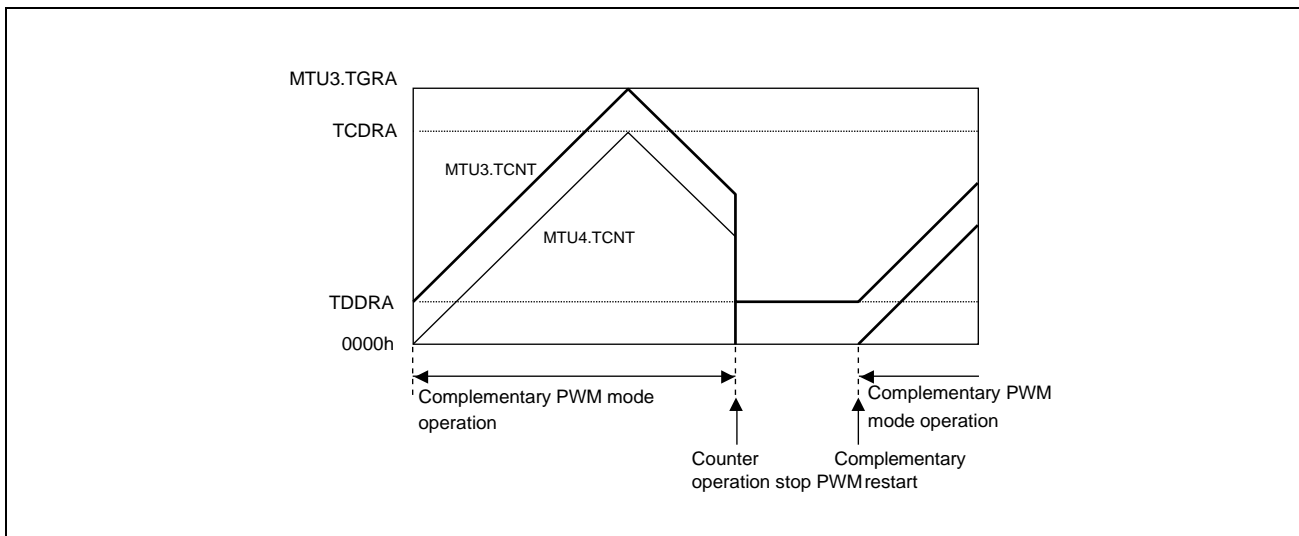 MTU3.TGRA
TCDRA
MTU3.TCNT
MTU4.TCNT
TDDRA
0000h
Complementary PWM mode
operation
Complementary PWM
mode operation
Counter
operation stop
Complementary
PWM restart